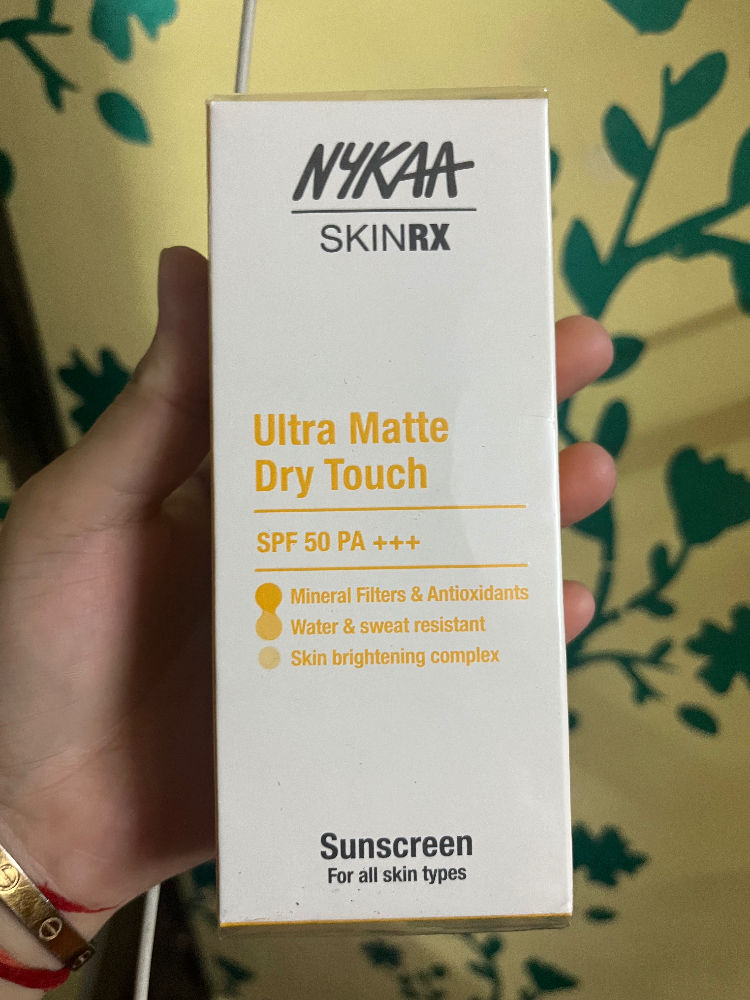 NYKAA
SKINRX
Ultra Matte
Dry Touch
SPF 50 PA +++
Mineral Filters & Antioxidants
Water & sweat resistant
Skin brightening complex
Sunscreen
For all skin types